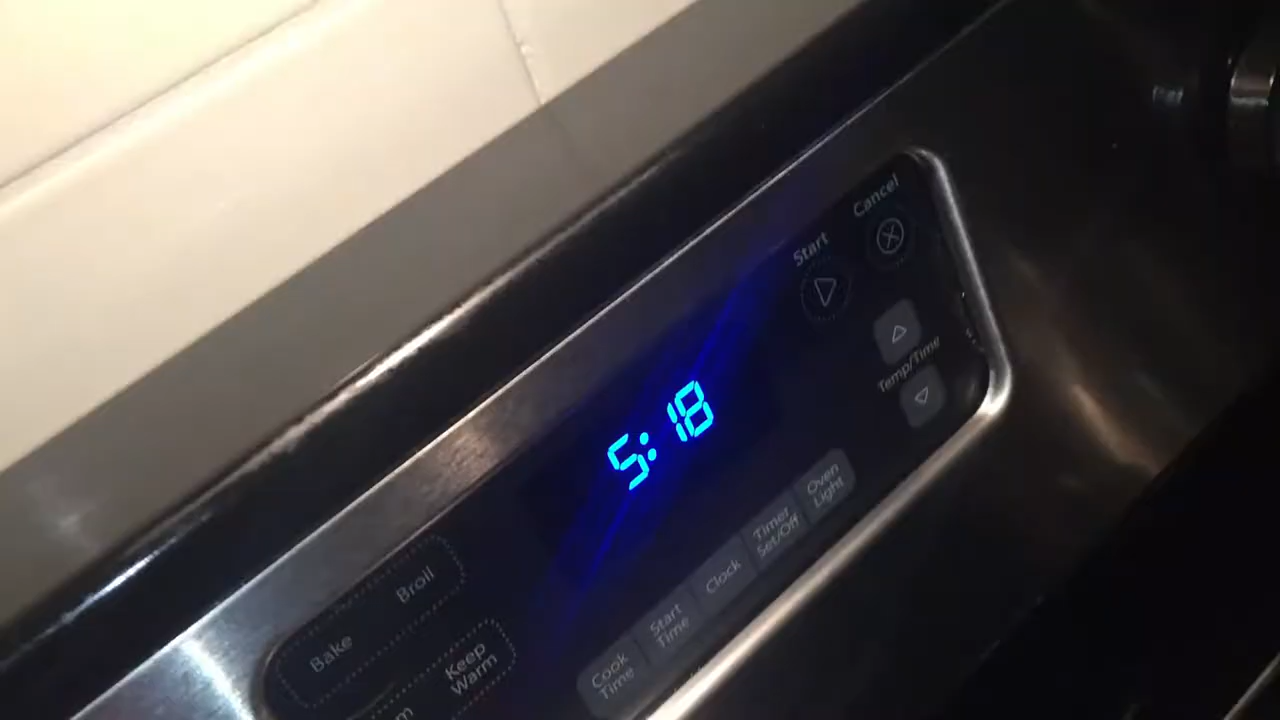 Cancel
Start
Temp/Time
5:18
Oven
Light
Timer
Set/Off
Clock
Start
Time
Cook
Time
Broil
Bake
Keep
Warm